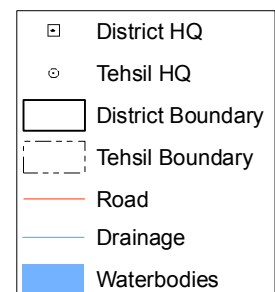 District HQ
Tehsil HQ
District Boundary
Tehsil Boundary
Road
Drainage
Waterbodies